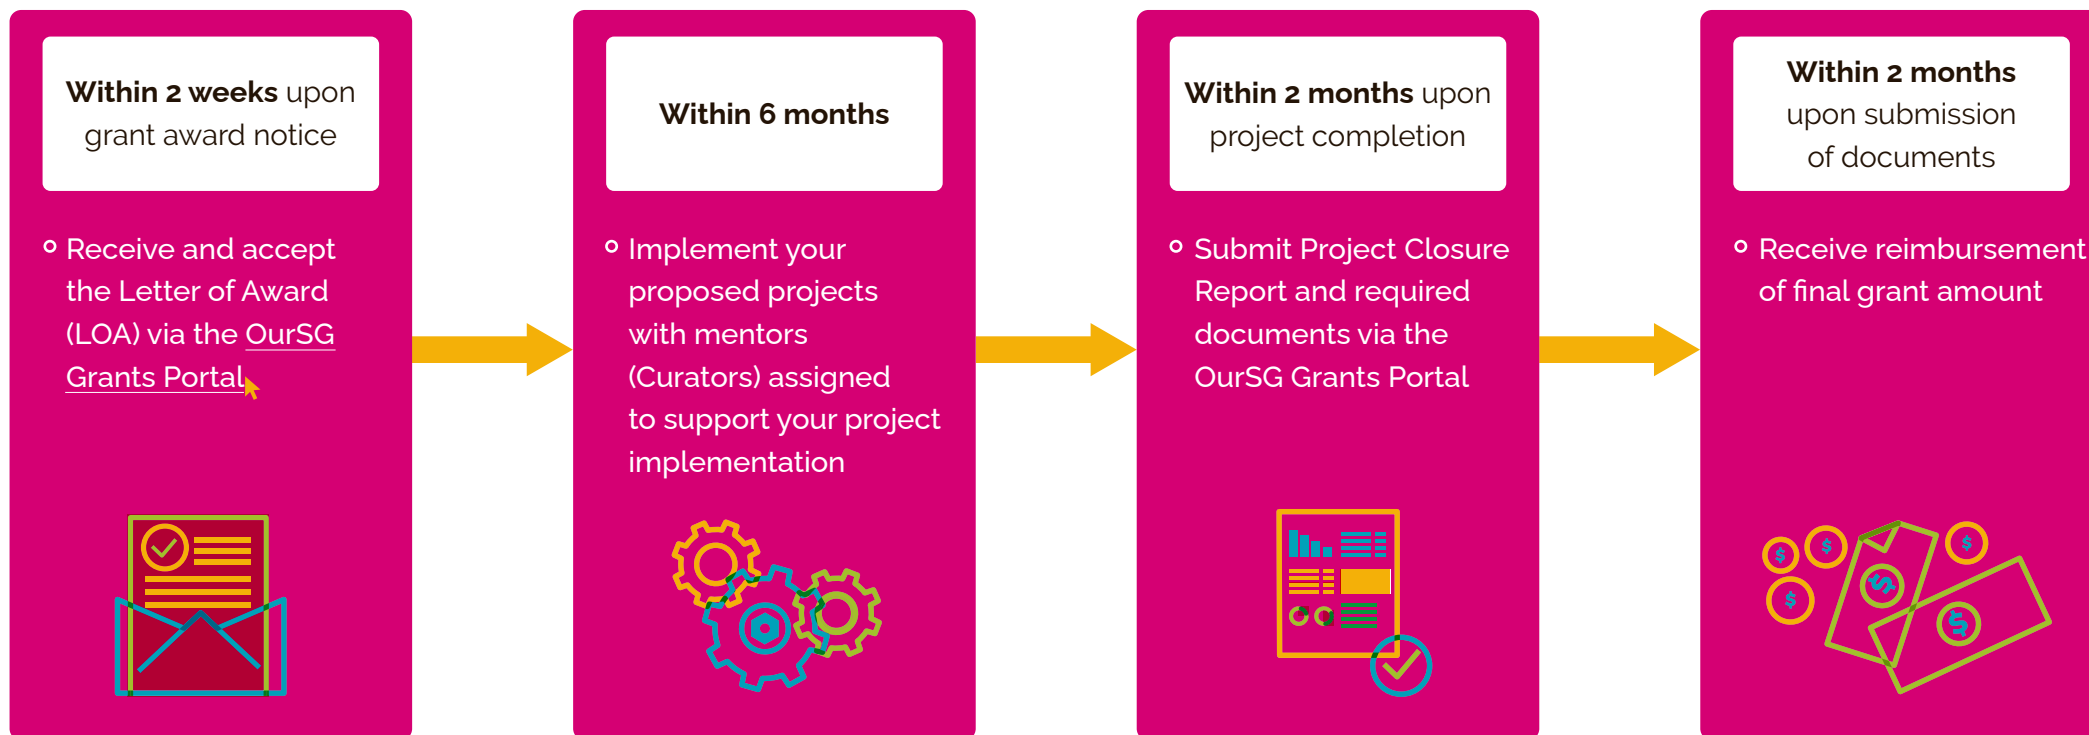 Within 2 weeks upon
grant award notice
Receive and accept
the Letter of Award
(LOA) via the OurSG
Grants Portal
Within 6 months
Implement your
proposed projects
with mentors
(Curators) assigned
to support your project
implementation
Within 2 months upon
project completion
Submit Project Closure
Report and required
documents via the
OurSG Grants Portal
Within 2 months
upon submission
of documents
Receive reimbursement
of final grant amount
$
$
$
$
$
$